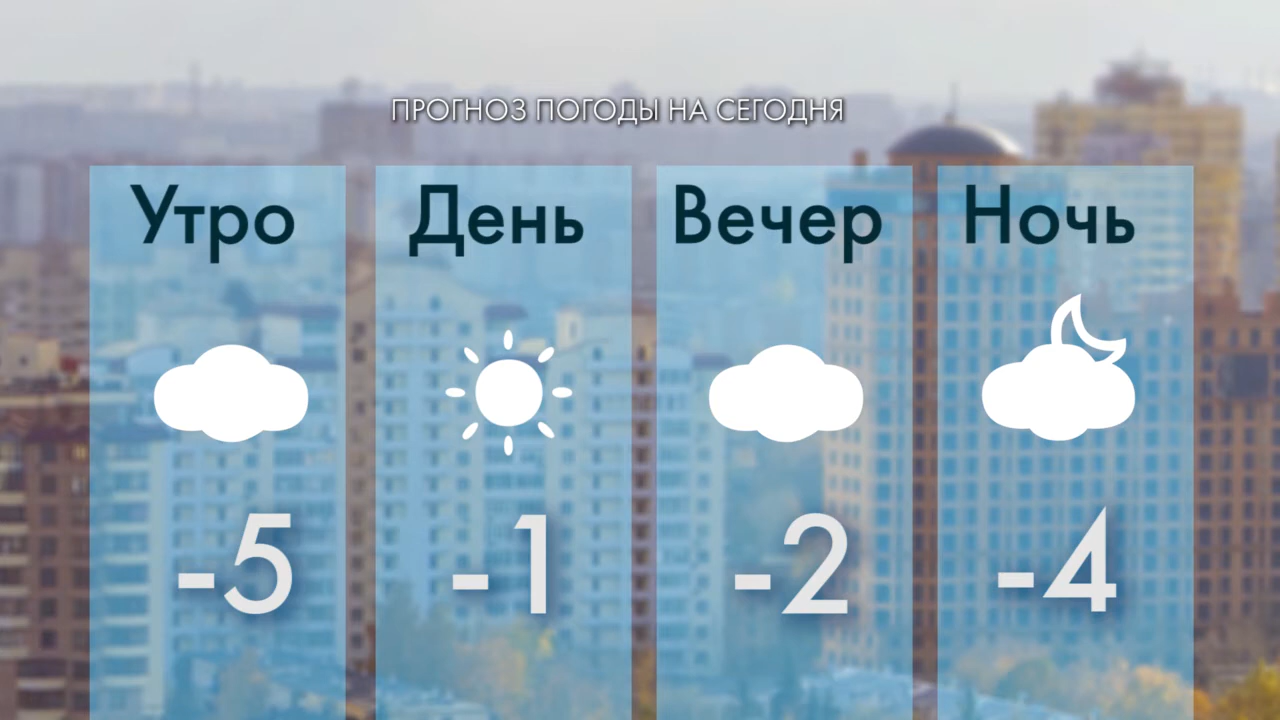 ПРОГНОЗ ПОГОДЫ НА СЕГОДНЯ
Утро
День
Вечер
Ночь
-5
-1
-2
-4